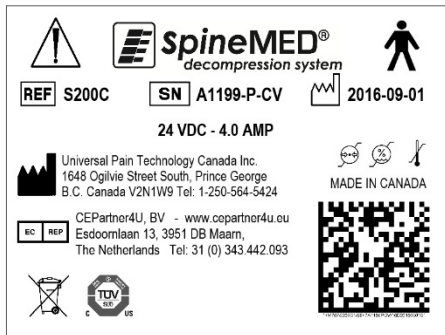 SpineMED®
decompression system
REF S200C SN A1199-P-CV 2016-09-01
24 VDC - 4.0 AMP
Universal Pain Technology Canada Inc.
1648 Ogilvie Street South, Prince George
B.C. Canada V2N1W9 Tel: 1-250-564-5424
MADE IN CANADA
EC REP
CEPartner4U, BV - www.cepartner4u.eu
Esdoornlaan 13, 3951 DB Maarn,
The Netherlands Tel: 31 (0) 343.442.093
TÜV
SUD
C US